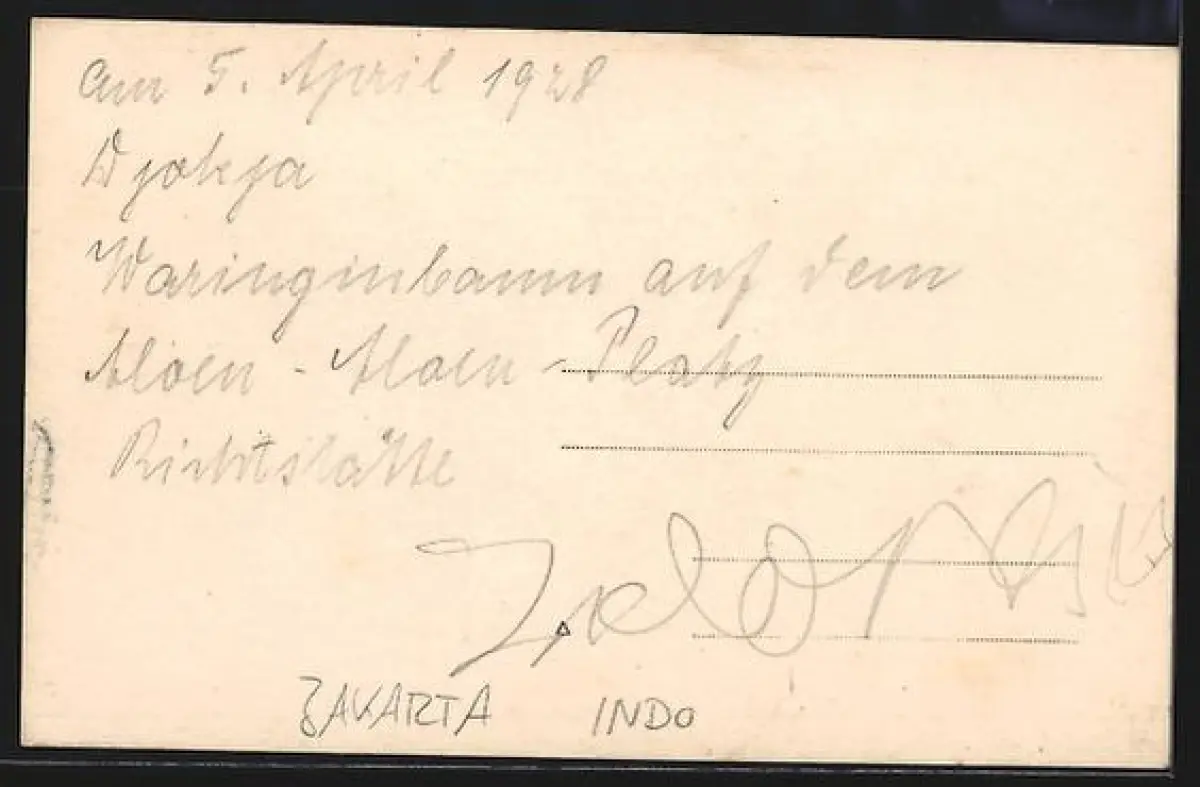 Am 5. April 1928
Djokja
Waringinbaum auf dem
Aloen - Aloen - Platz
Richtstätte
ZAKARTA INDO